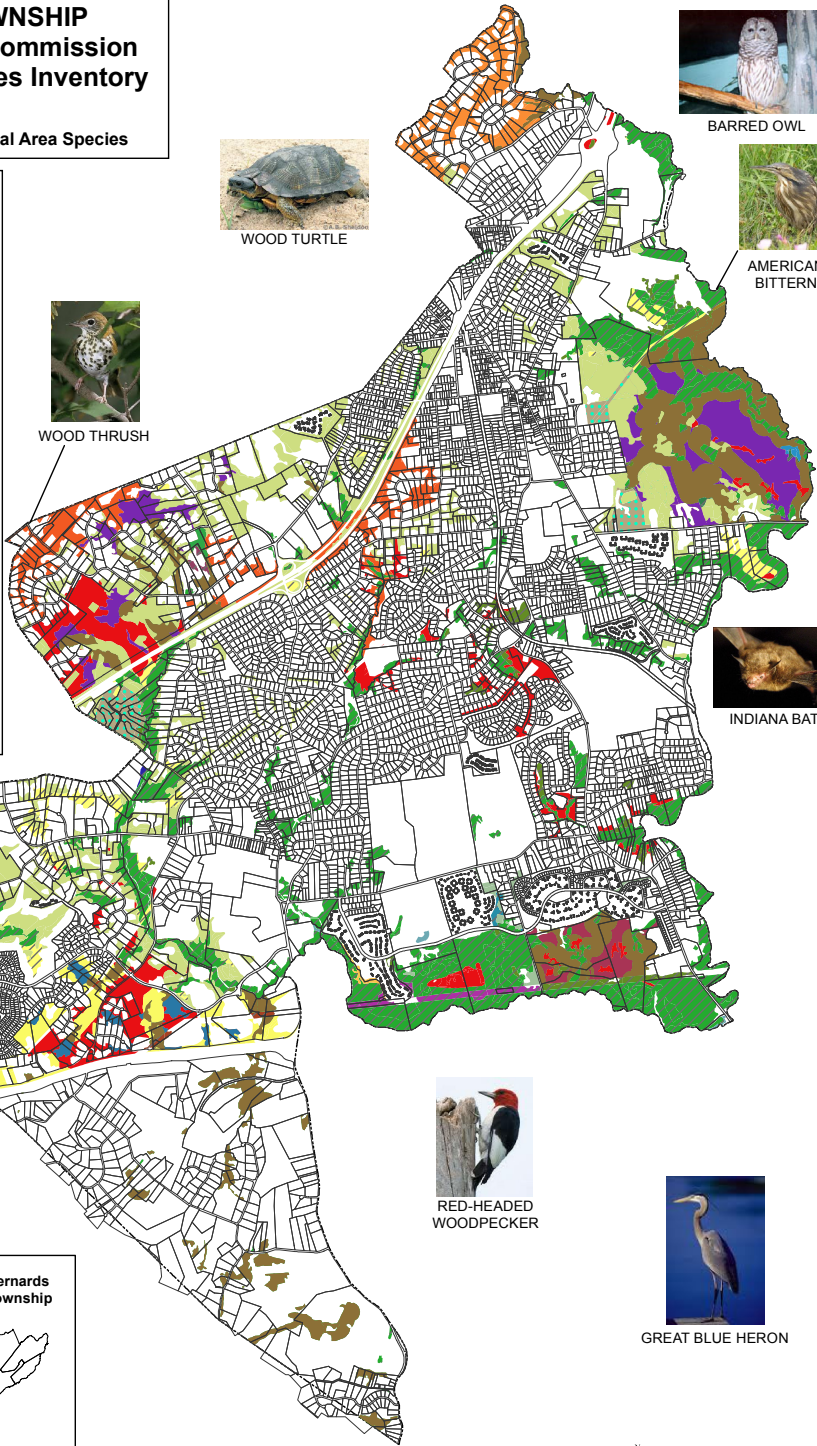 WNSHIP
ommission
es Inventory
al Area Species
BARRED OWL
WOOD TURTLE
AMERICAN
BITTERN
WOOD THRUSH
INDIANA BAT
RED-HEADED
WOODPECKER
ernards
ownship
GREAT BLUE HERON